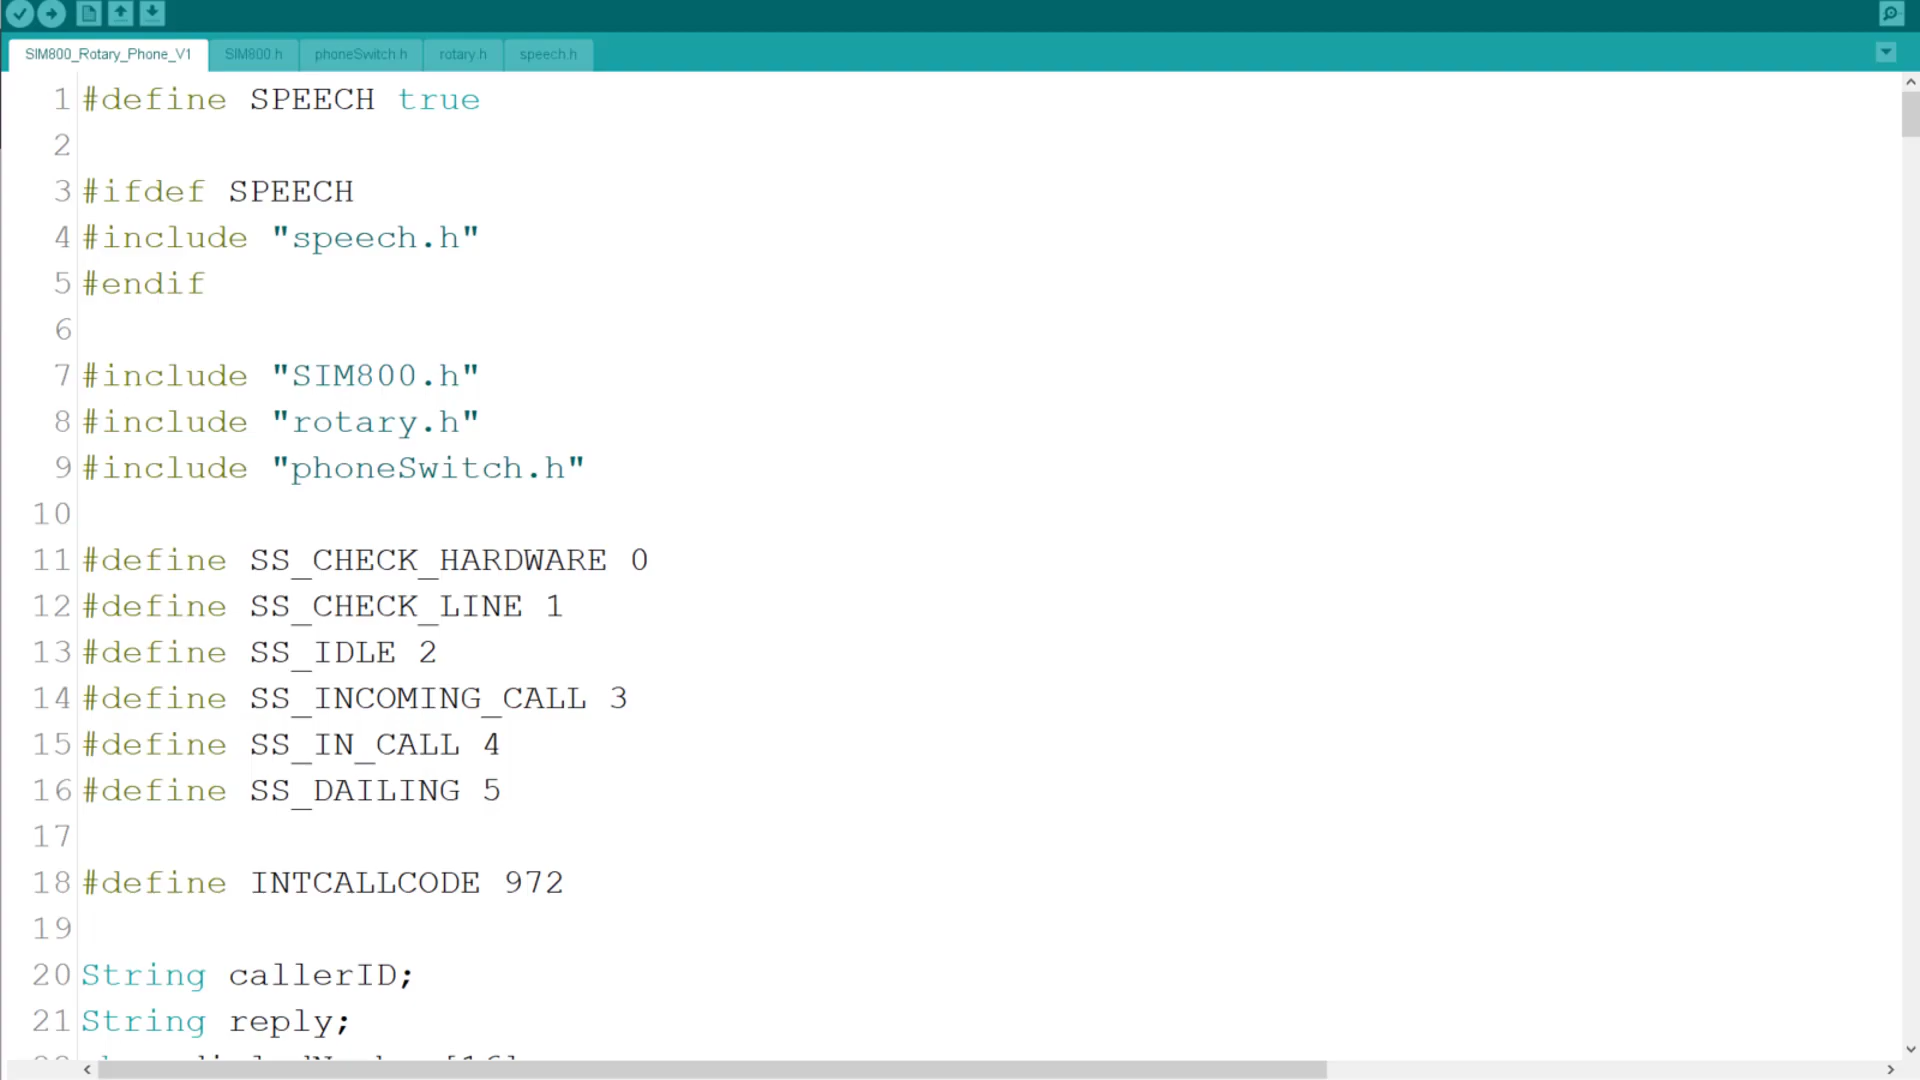 SIM800_Rotary_Phone_V1 SIM800.h phoneSwitch.h rotary.h speech.h
1 #define SPEECH true
2
3 #ifdef SPEECH
4 #include "speech.h"
5 #endif
6
7 #include "SIM800.h"
8 #include "rotary.h"
9 #include "phoneSwitch.h"
10
11 #define SS_CHECK_HARDWARE 0
12 #define SS_CHECK_LINE 1
13 #define SS_IDLE 2
14 #define SS_INCOMING_CALL 3
15 #define SS_IN_CALL 4
16 #define SS_DAILING 5
17
18 #define INTCALLCODE 972
19
20 String callerID;
21 String reply;